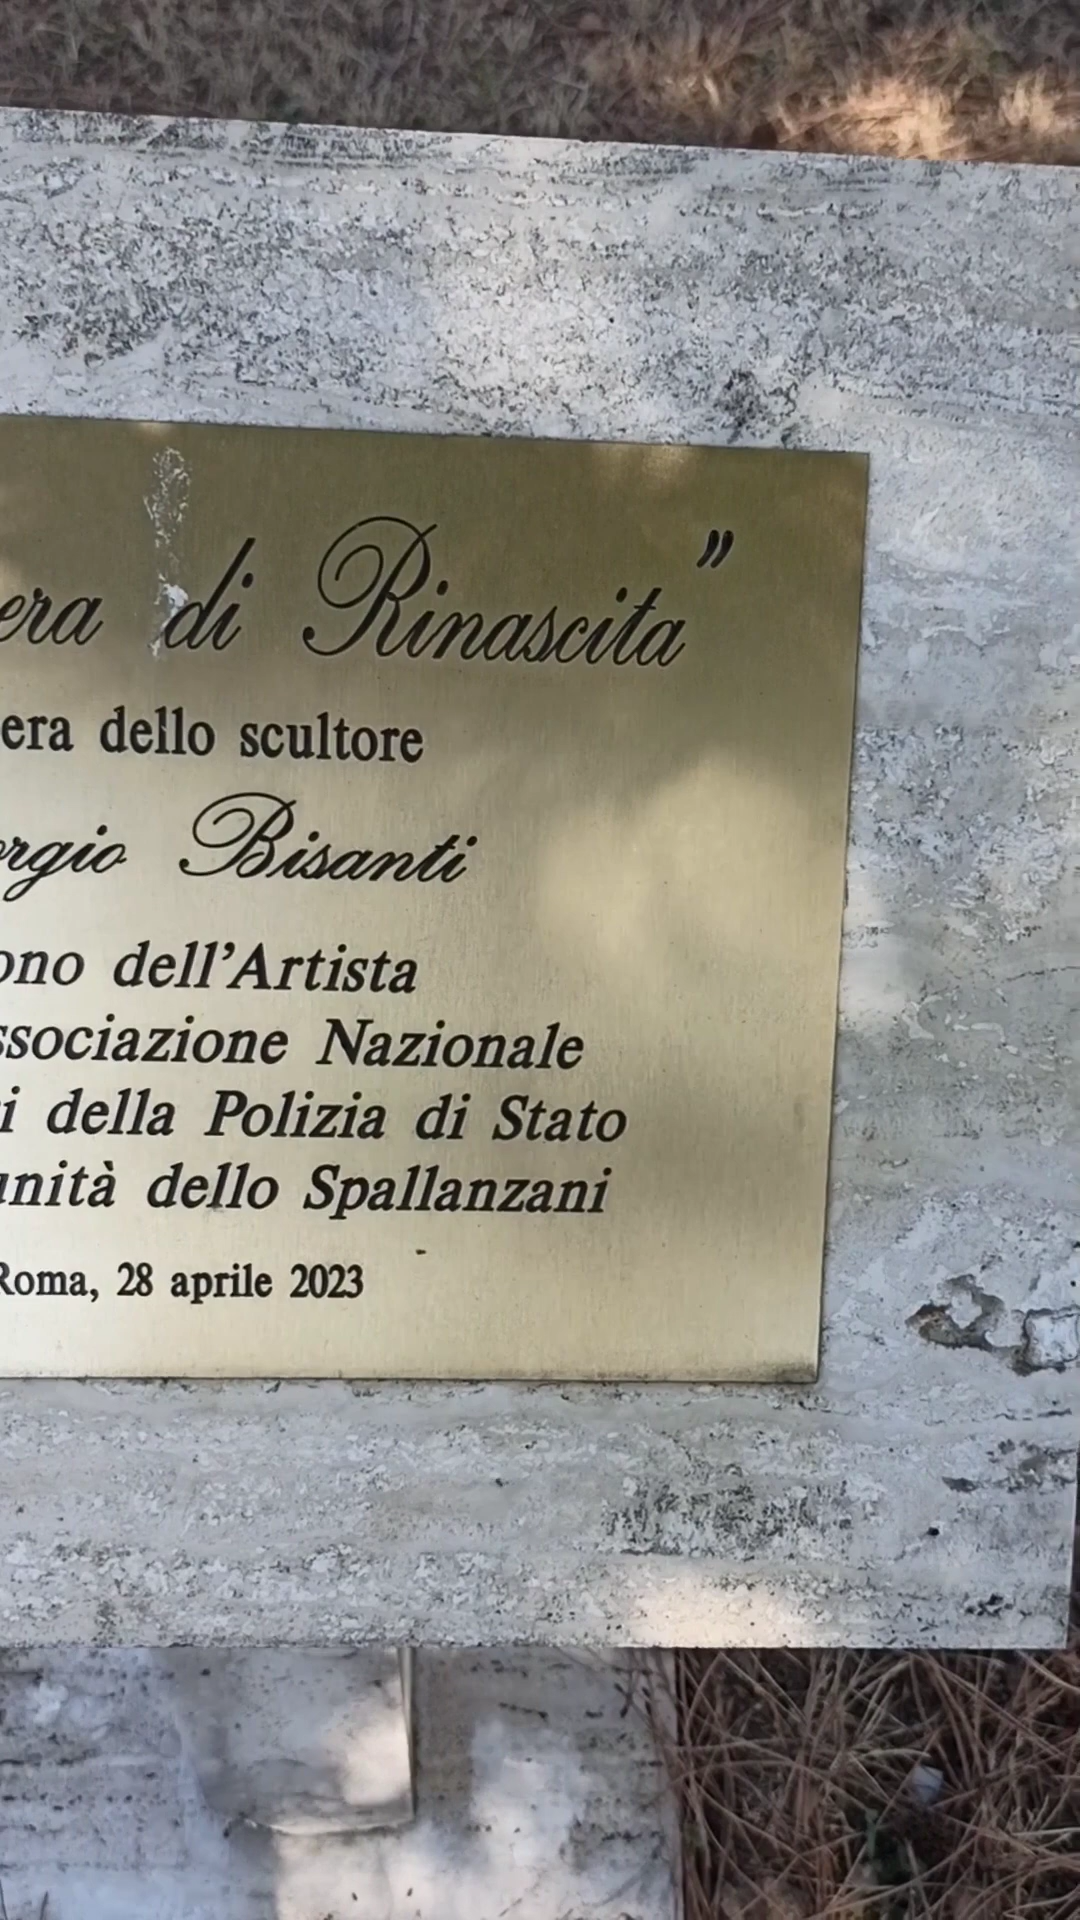 era di Rinascita”
era dello scultore
orgio Bisanti
ono dell’Artista
ssociazione Nazionale
i della Polizia di Stato
unità dello Spallanzani
Roma, 28 aprile 2023